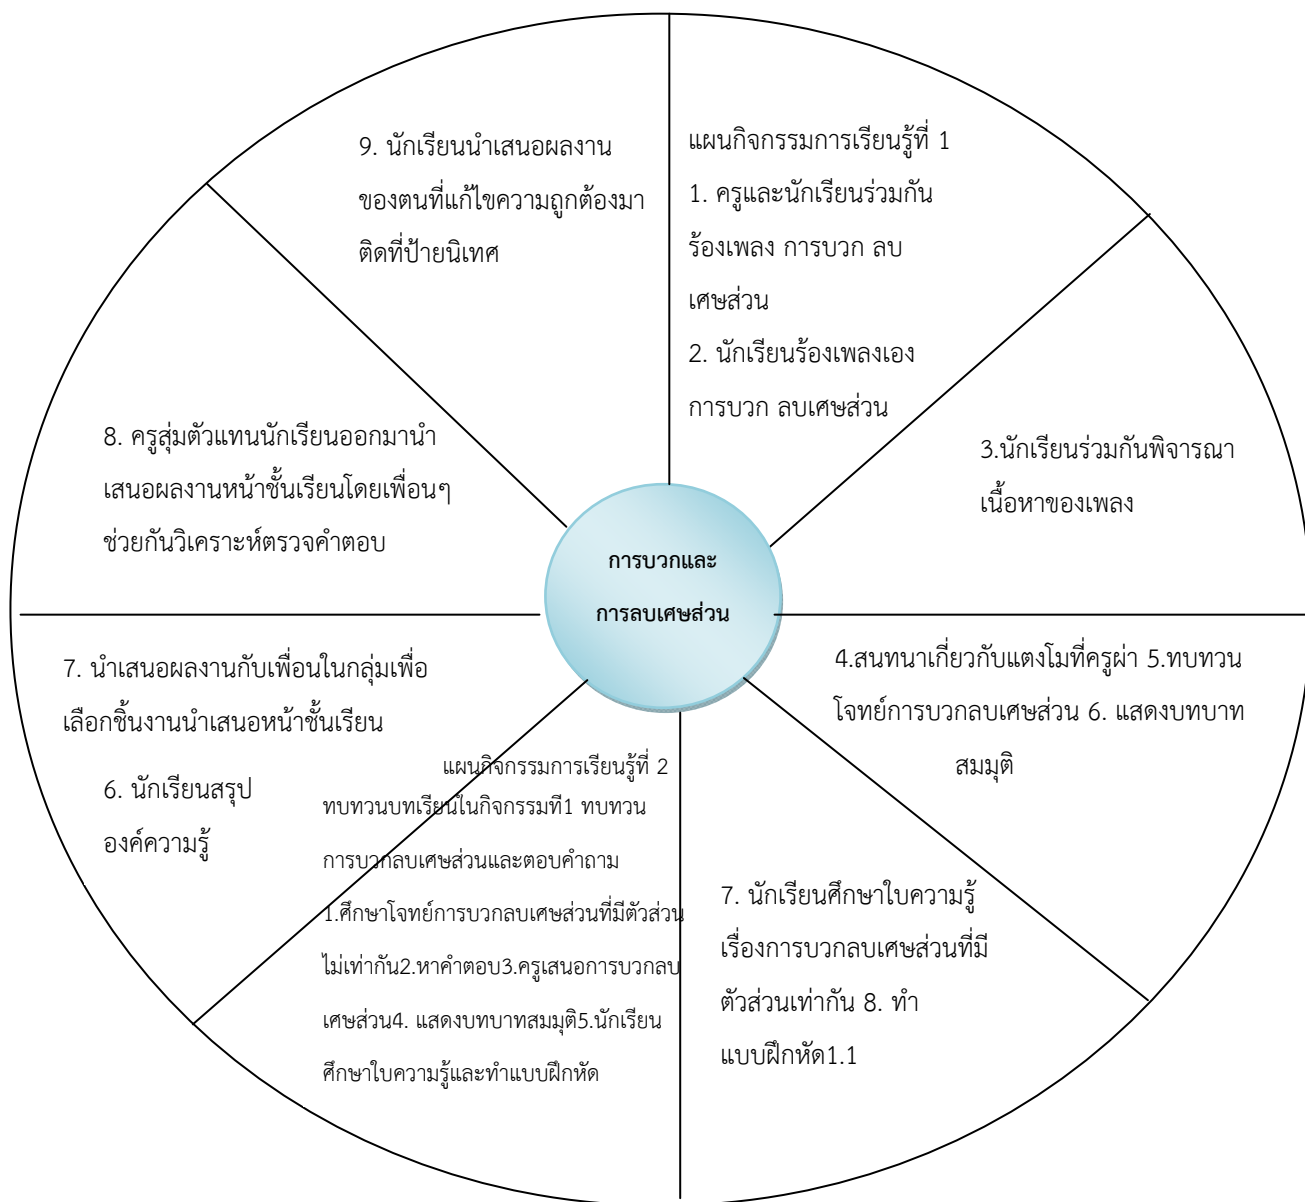 แผนกิจกรรมการเรียนรู้ที่ 1
1. ครูและนักเรียนร่วมกัน
ร้องเพลง การบวก ลบ
เศษส่วน
2. นักเรียนร้องเพลงเอง
การบวก ลบเศษส่วน
3.นักเรียนร่วมกันพิจารณา
เนื้อหาของเพลง
4.สนทนาเกี่ยวกับแตงโมที่ครูผ่า 5.ทบทวน
โจทย์การบวกลบเศษส่วน 6. แสดงบทบาท
สมมุติ
7. นักเรียนศึกษาใบความรู้
เรื่องการบวกลบเศษส่วนที่มี
ตัวส่วนเท่ากัน 8. ทำ
แบบฝึกหัด1.1
แผนกิจกรรมการเรียนรู้ที่ 2
ทบทวนบทเรียนในกิจกรรมที1 ทบทวน
การบวกลบเศษส่วนและตอบคำถาม
1.ศึกษาโจทย์การบวกลบเศษส่วนที่มีตัวส่วน
ไม่เท่ากัน2.หาคำตอบ3.ครูเสนอการบวกลบ
เศษส่วน4. แสดงบทบาทสมมุติ5.นักเรียน
ศึกษาใบความรู้และทำแบบฝึกหัด
6. นักเรียนสรุป
องค์ความรู้
7. นำเสนอผลงานกับเพื่อนในกลุ่มเพื่อ
เลือกชิ้นงานนำเสนอหน้าชั้นเรียน
8. ครูสุ่มตัวแทนนักเรียนออกมานำ
เสนอผลงานหน้าชั้นเรียนโดยเพื่อนๆ
ช่วยกันวิเคราะห์ตรวจคำตอบ
9. นักเรียนนำเสนอผลงาน
ของตนที่แก้ไขความถูกต้องมา
ติดที่ป้ายนิเทศ
การบวกและ
การลบเศษส่วน